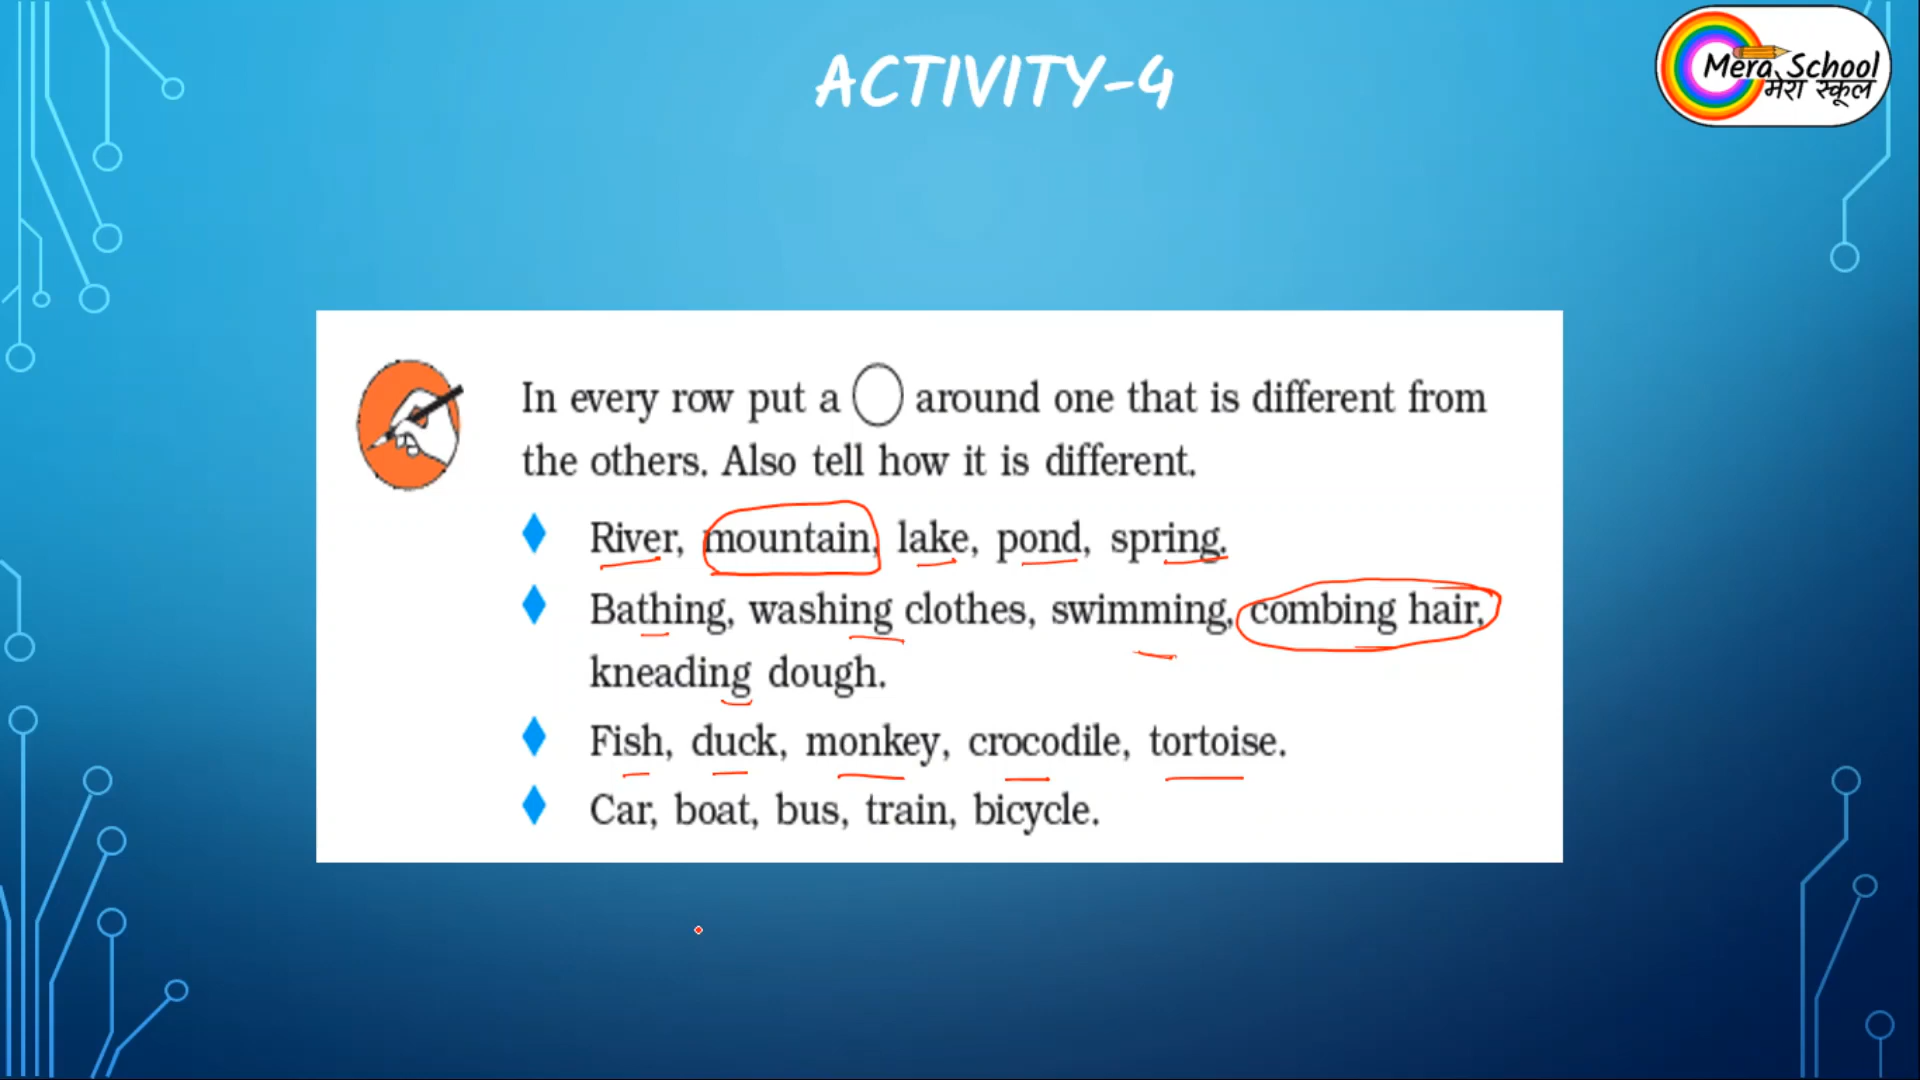 ACTIVITY-4
Mera School
मेरा स्कूल
In every row put a around one that is different from
the others. Also tell how it is different.
River, mountain, lake, pond, spring.
Bathing, washing clothes, swimming, combing hair,
kneading dough.
Fish, duck, monkey, crocodile, tortoise.
Car, boat, bus, train, bicycle.